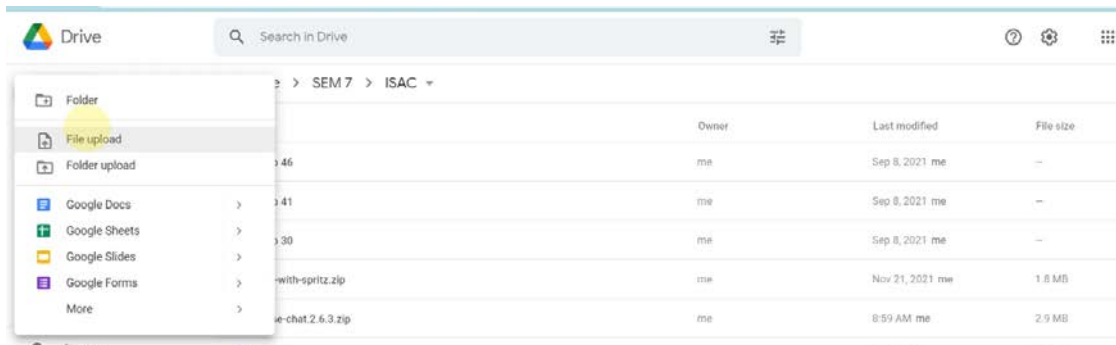 Drive
Search in Drive
> SEM 7 > ISAC
Folder
Owner Last modified File size
File upload
46 me Sep 8, 2021 me –
Folder upload
41 me Sep 8, 2021 me –
Google Docs >
Google Sheets >
30 me Sep 8, 2021 me –
Google Slides >
-with-spritz.zip me Nov 21, 2021 me 1.8 MB
Google Forms >
More >
e-chat.2.6.3.zip me 8:59 AM me 2.9 MB